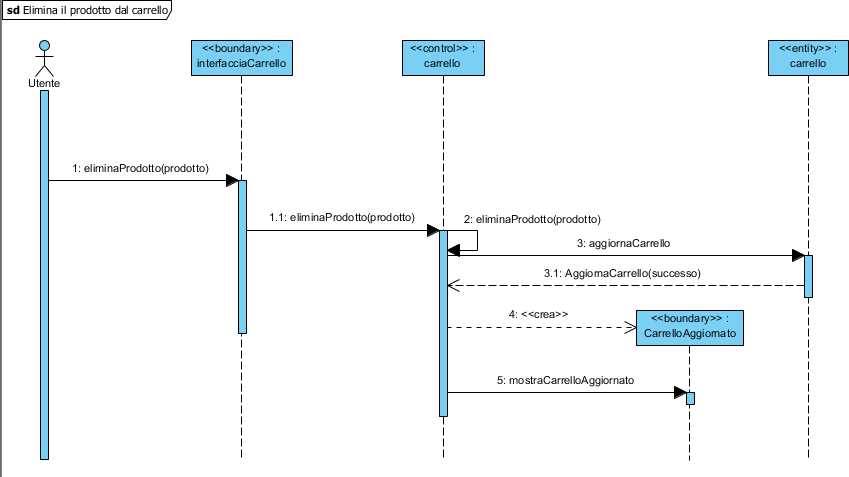 sd Elimina il prodotto dal carrello
Utente
<<boundary>> :
interfacciaCarrello
<<control>> :
carrello
<<entity>> :
carrello
1: eliminaProdotto(prodotto)
1.1: eliminaProdotto(prodotto)
2: eliminaProdotto(prodotto)
3: aggiornaCarrello
3.1: AggiornaCarrello(successo)
4: <<crea>>
<<boundary>> :
CarrelloAggiornato
5: mostraCarrelloAggiornato